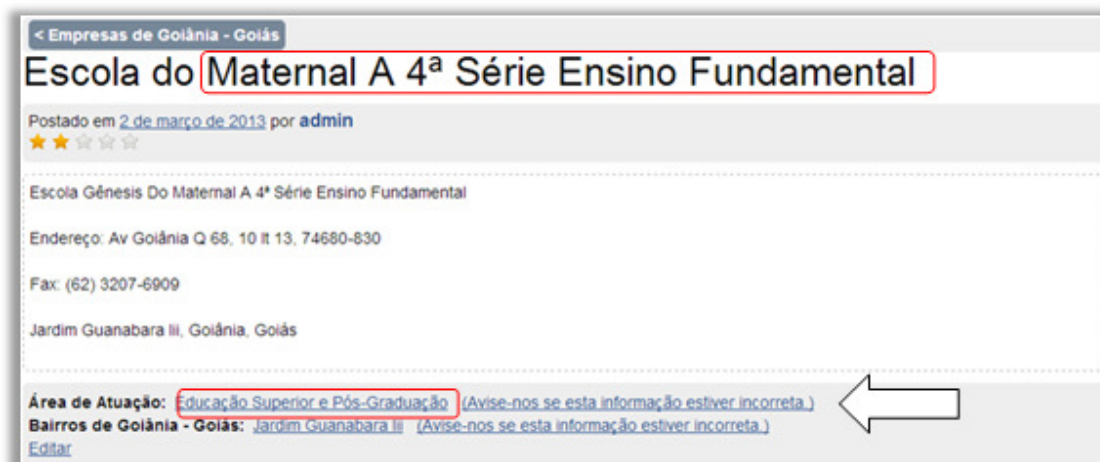 < Empresas de Goiânia - Goiás
Escola do Maternal A 4ª Série Ensino Fundamental
Postado em 2 de março de 2013 por admin
Escola Gênesis Do Maternal A 4ª Série Ensino Fundamental
Endereço: Av Goiânia Q 68, 10 lt 13, 74680-830
Fax: (62) 3207-6909
Jardim Guanabara Iii, Goiânia, Goiás
Área de Atuação: Educação Superior e Pós-Graduação (Avise-nos se esta informação estiver incorreta.)
Bairros de Goiânia - Goiás: Jardim Guanabara Ii (Avise-nos se esta informação estiver incorreta.)
Editar